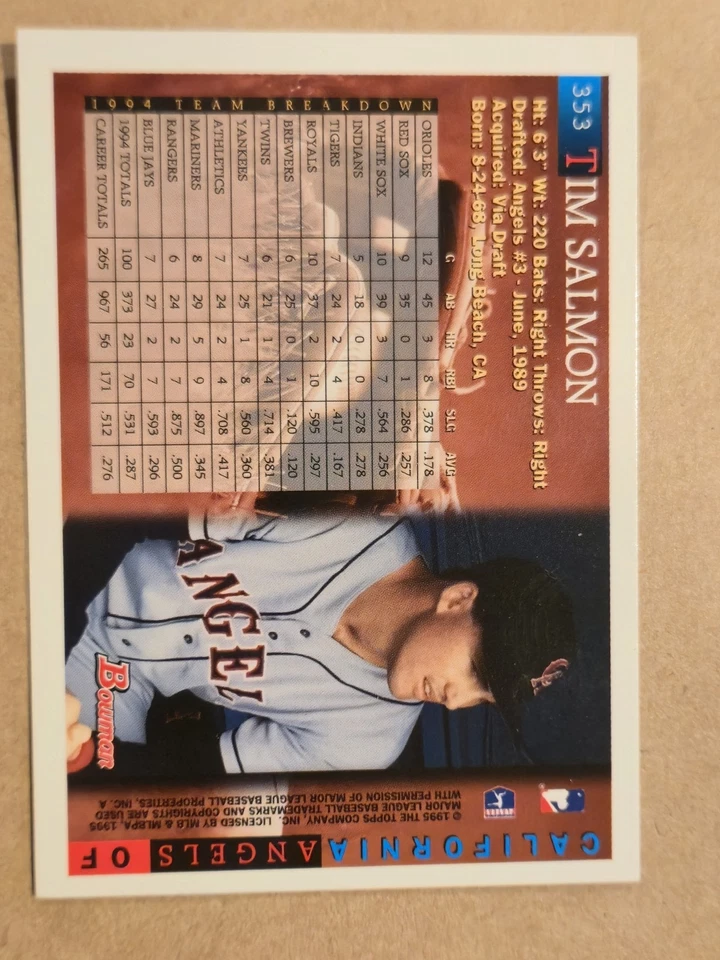 353 TIM SALMON
Ht: 6'3" Wt: 220 Bats: Right Throws: Right
Drafted: Angels #3 - June, 1989
Acquired: Via Draft
Born: 8-24-68, Long Beach, CA
G AB HR RBI SLG AVG
ORIOLES 12 45 3 8 .378 .178
RED SOX 9 35 0 1 .286 .257
WHITE SOX 10 39 3 7 .564 .256
INDIANS 5 18 0 0 .278 .278
TIGERS 7 24 2 4 .417 .167
ROYALS 10 37 2 10 .595 .297
BREWERS 6 25 0 1 .120 .120
TWINS 6 21 1 4 .714 .381
YANKEES 7 25 1 8 .560 .360
ATHLETICS 7 24 2 4 .708 .417
MARINERS 8 29 5 9 .897 .345
RANGERS 6 24 2 7 .875 .500
BLUE JAYS 7 27 2 7 .593 .296
1994 TOTALS 100 373 23 70 .531 .287
CAREER TOTALS 265 967 56 171 .512 .276
1994 TEAM BREAKDOWN
CA
ANGEL
Bowman
CALIFORNIA ANGELS OF
© 1995 THE TOPPS COMPANY, INC. LICENSED BY MLB & MLBPA, 1995
MAJOR LEAGUE BASEBALL TRADEMARKS AND COPYRIGHTS ARE USED
WITH PERMISSION OF MAJOR LEAGUE BASEBALL PROPERTIES, INC. A